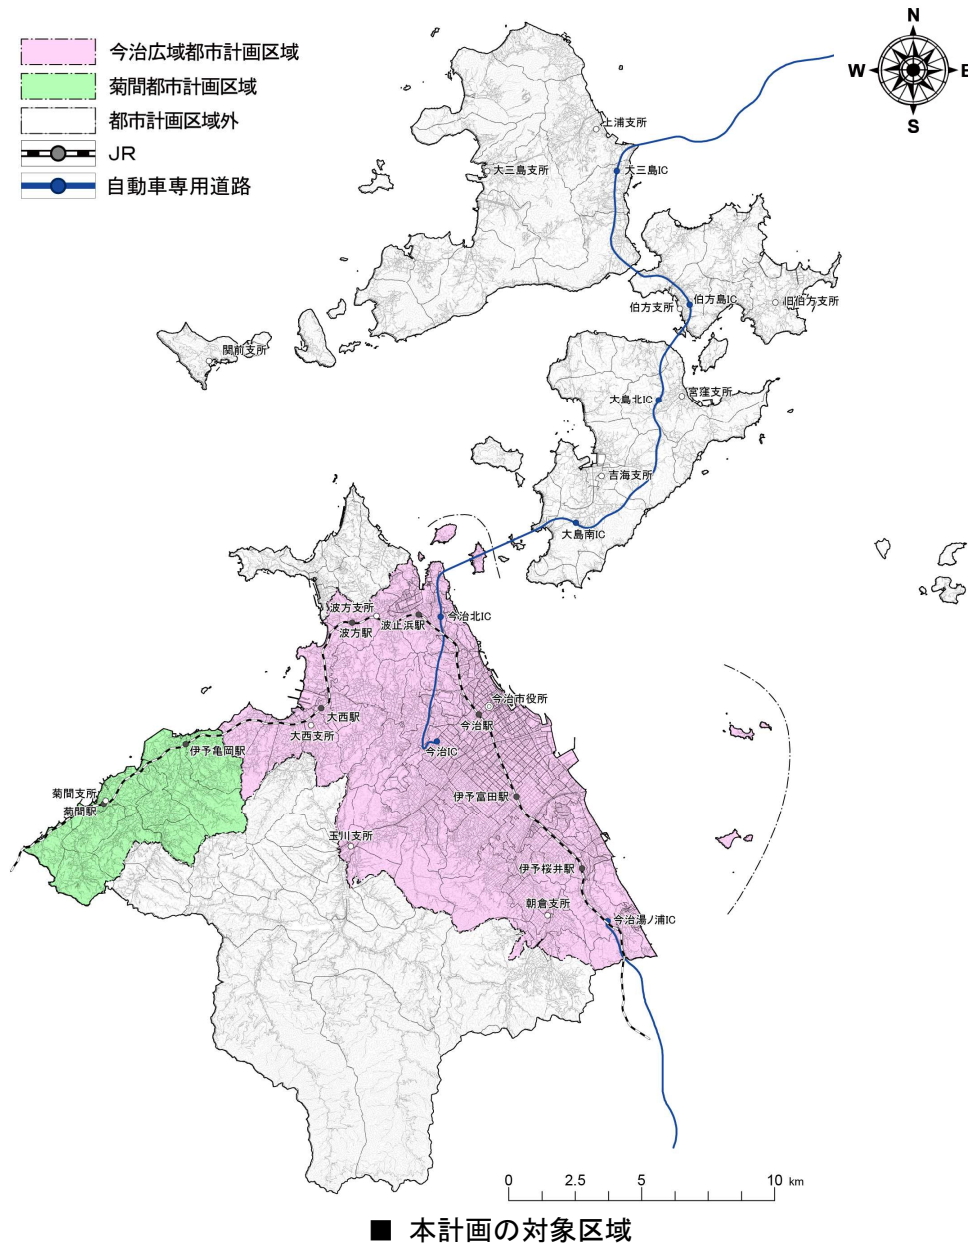 今治広域都市計画区域
菊間都市計画区域
都市計画区域外
JR
自動車専用道路
N
W
E
S
上浦支所
大三島支所
大三島IC
伯方支所
伯方島IC
旧伯方支所
関前支所
大島北IC
宮窪支所
吉海支所
大島南IC
波方支所
波方駅
波止浜駅
今治北IC
今治市役所
今治駅
大西駅
大西支所
今治IC
伊予亀岡駅
菊間支所
菊間駅
伊予富田駅
玉川支所
伊予桜井駅
朝倉支所
今治湯ノ浦IC
0 2.5 5 10 km
■ 本計画の対象区域